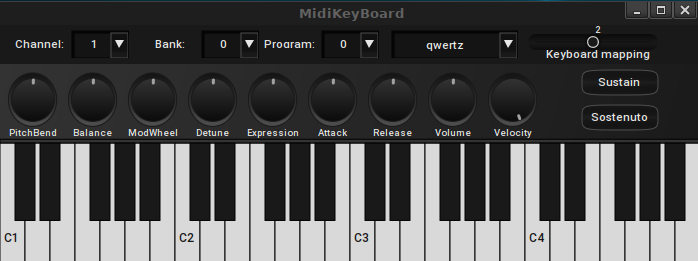 MidiKeyBoard
Channel: 1 Bank: 0 Program: 0 qwertz 2
Keyboard mapping
Sustain
Sostenuto
PitchBend Balance ModWheel Detune Expression Attack Release Volume Velocity
C1 C2 C3 C4